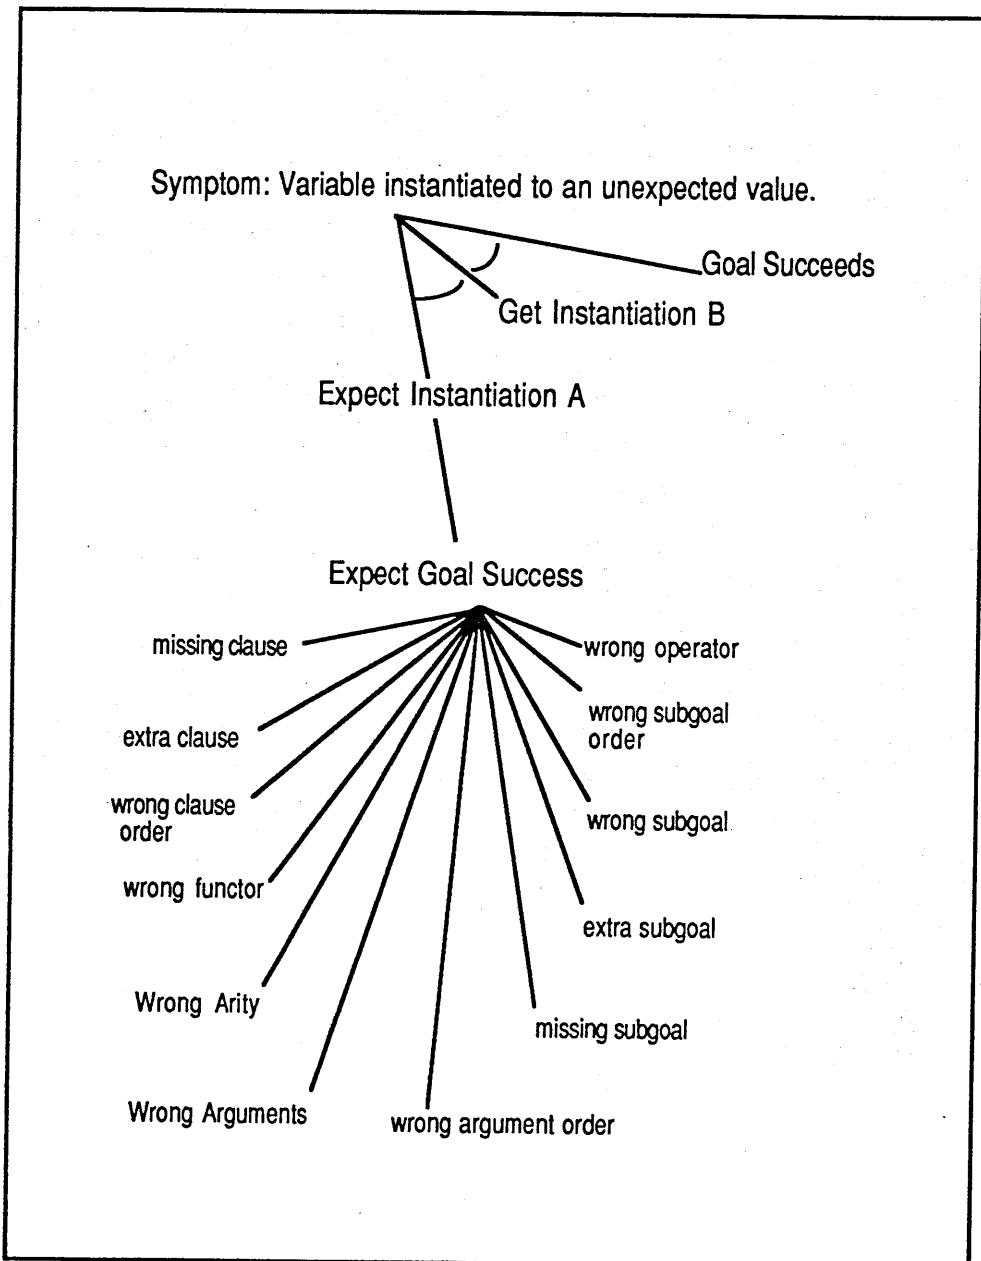 Symptom: Variable instantiated to an unexpected value.
Goal Succeeds
Get Instantiation B
Expect Instantiation A
Expect Goal Success
missing clause
wrong operator
extra clause
wrong subgoal
order
wrong clause
order
wrong subgoal
wrong functor
extra subgoal
Wrong Arity
missing subgoal
Wrong Arguments
wrong argument order